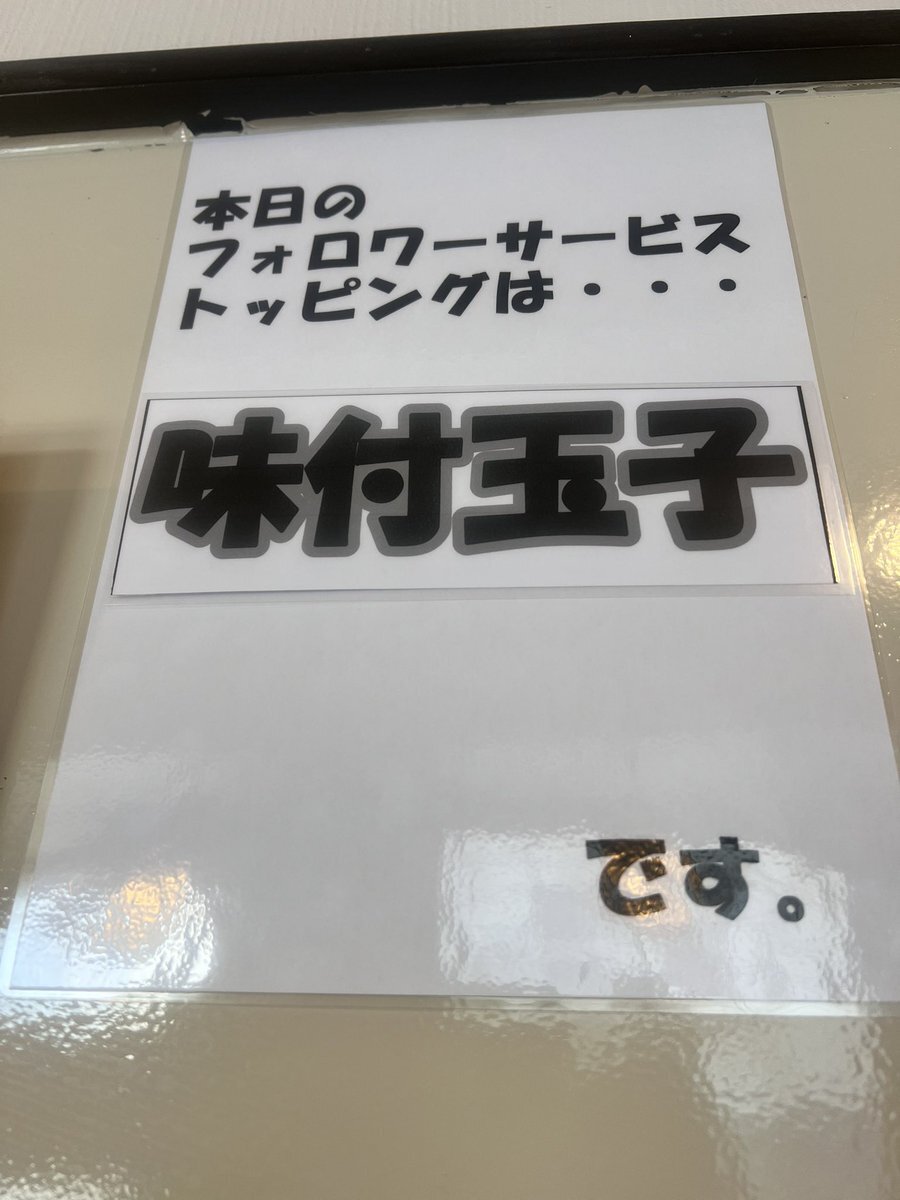 本日の
フォロワーサービス
トッピングは・・・
味付玉子
です。